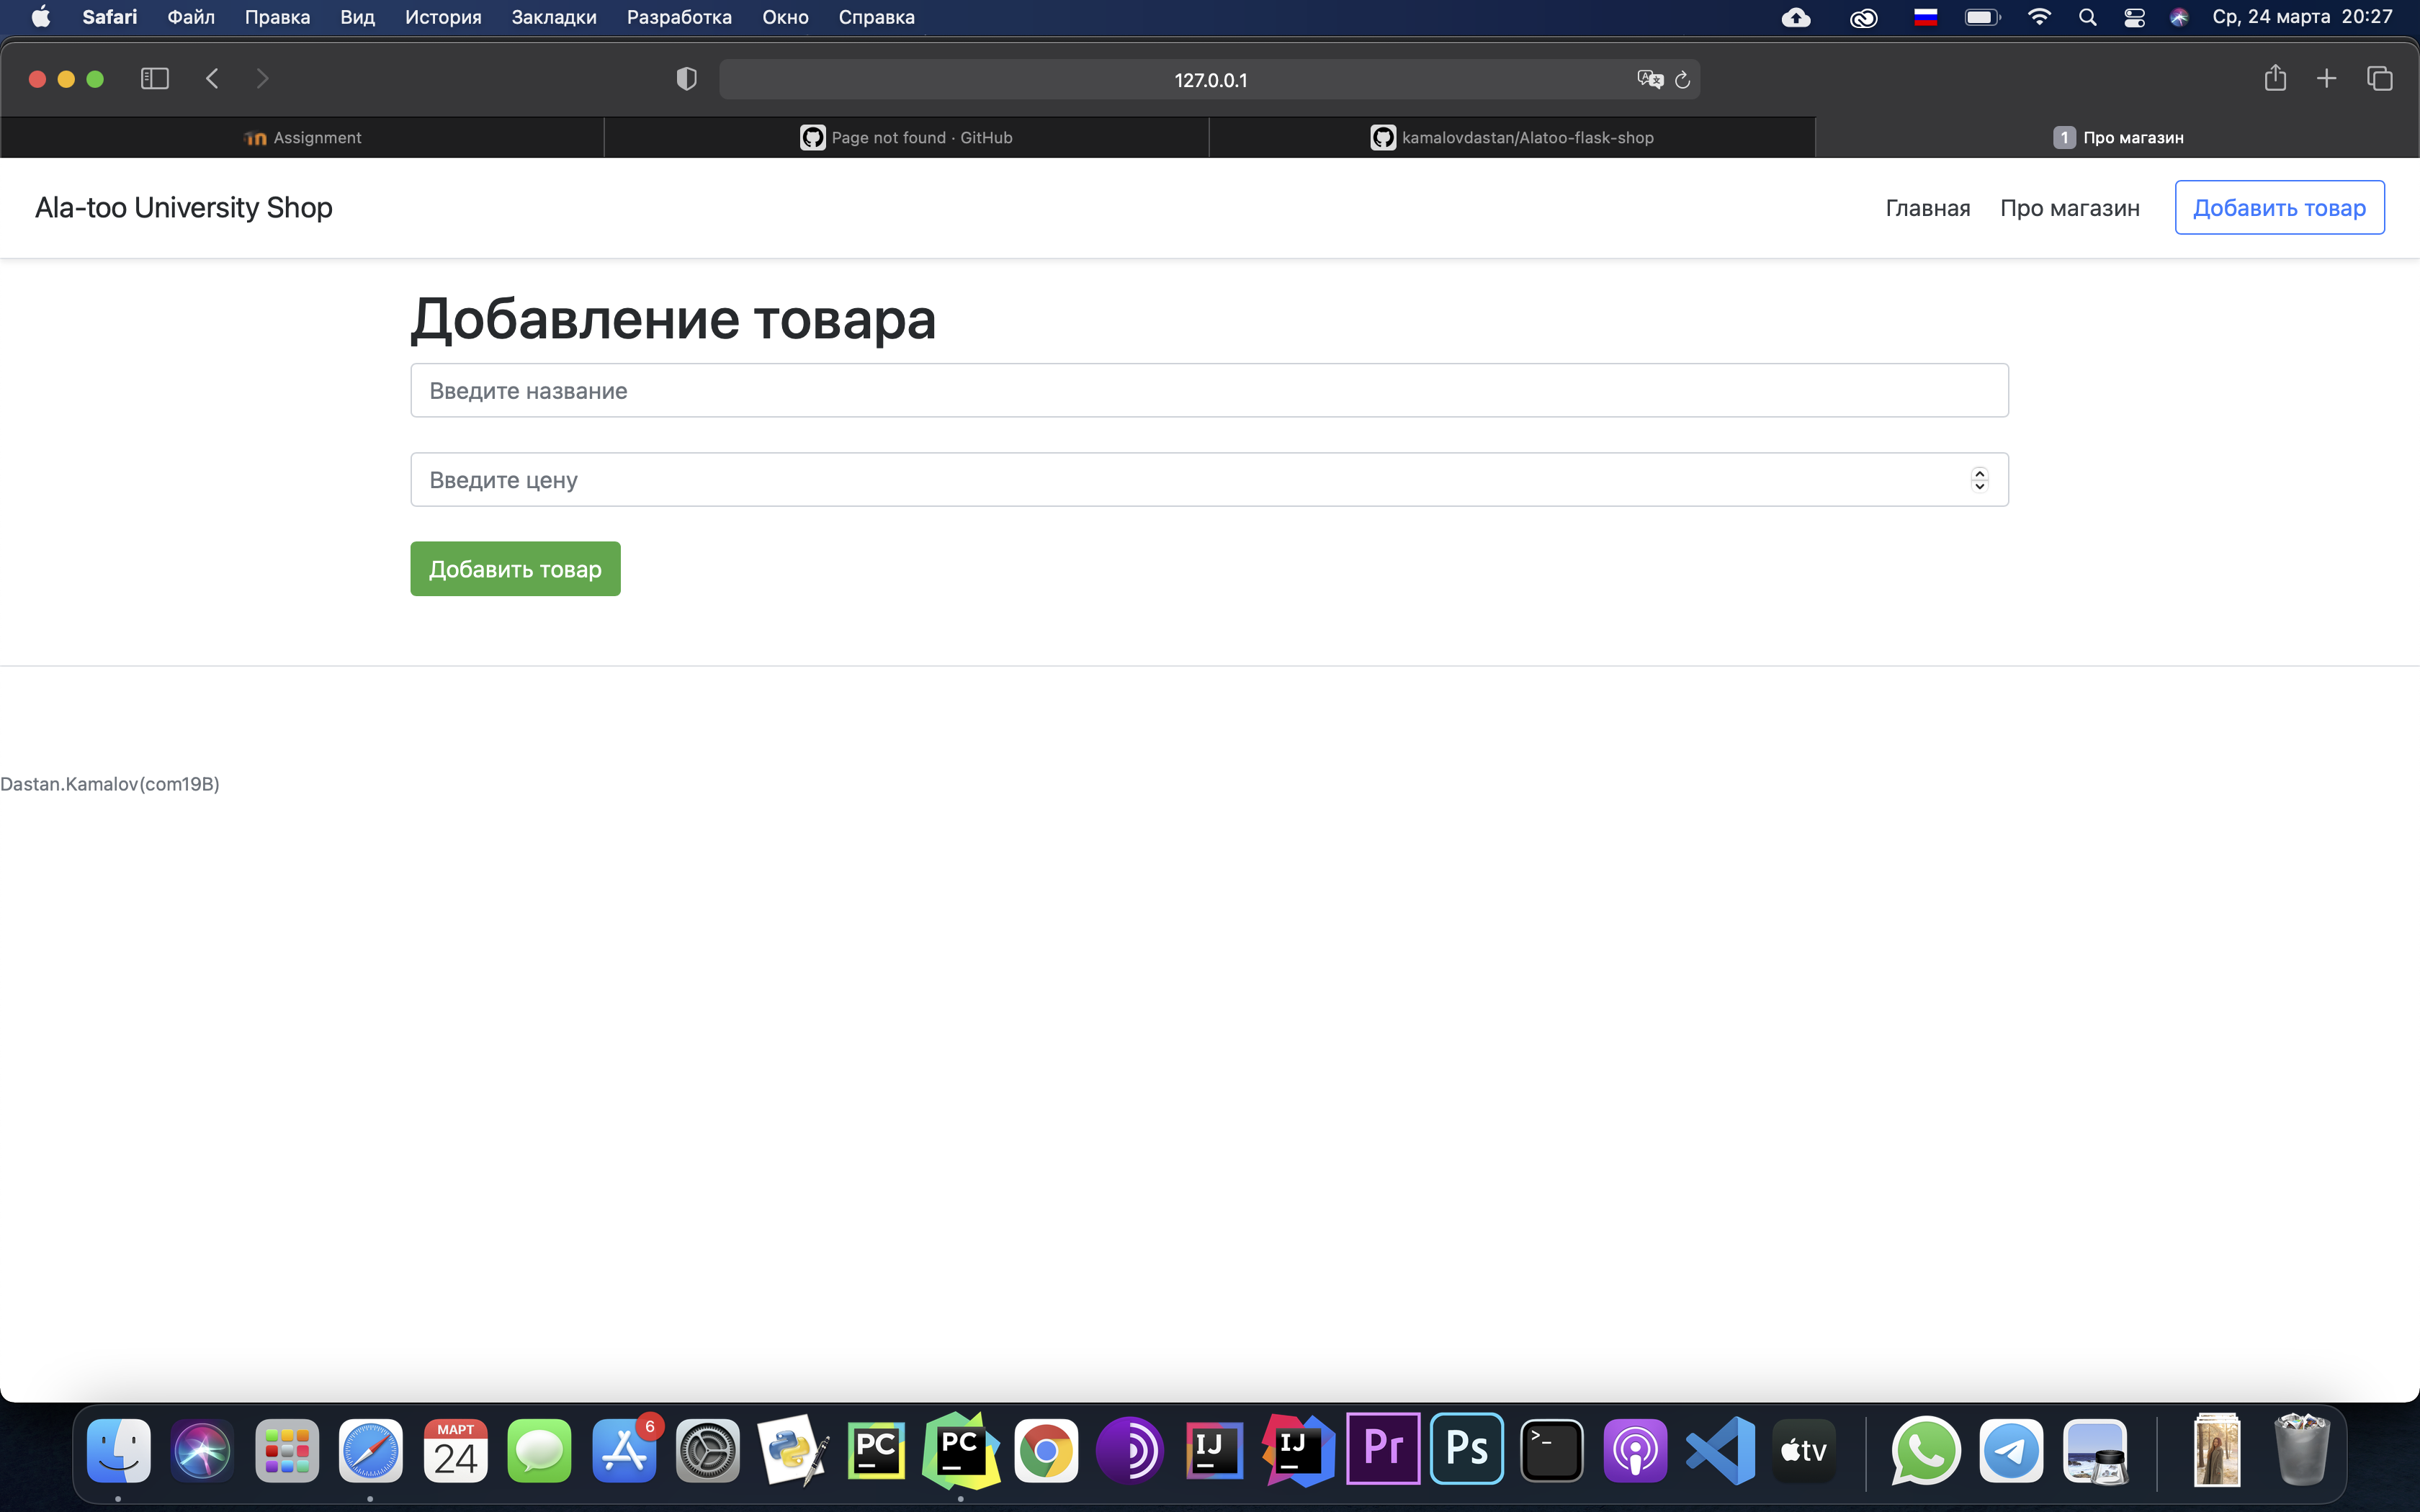 Safari Файл Правка Вид История Закладки Разработка Окно Справка Ср, 24 марта 20:27
127.0.0.1
Assignment Page not found · GitHub kamalovdastan/Alatoo-flask-shop 1 Про магазин
Ala-too University Shop Главная Про магазин Добавить товар
Добавление товара
Введите название
Введите цену
Добавить товар
Dastan.Kamalov(com19B)
МАРТ
24
6
PC
PC
IJ
IJ
Pr
Ps
>_
tv